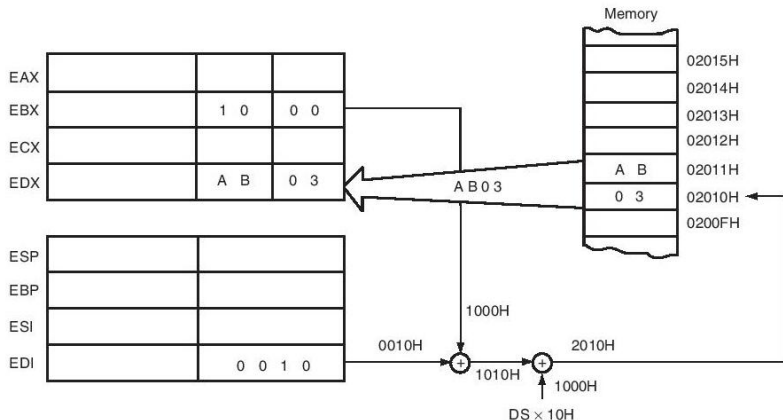 Memory
EAX
EBX 1 0 0 0
ECX
EDX A B 0 3
A B 0 3
02015H
02014H
02013H
02012H
A B 02011H
0 3 02010H
0200FH
ESP
EBP
ESI
EDI 0 0 1 0
0010H
1000H
+
1010H
+
2010H
1000H
DS × 10H